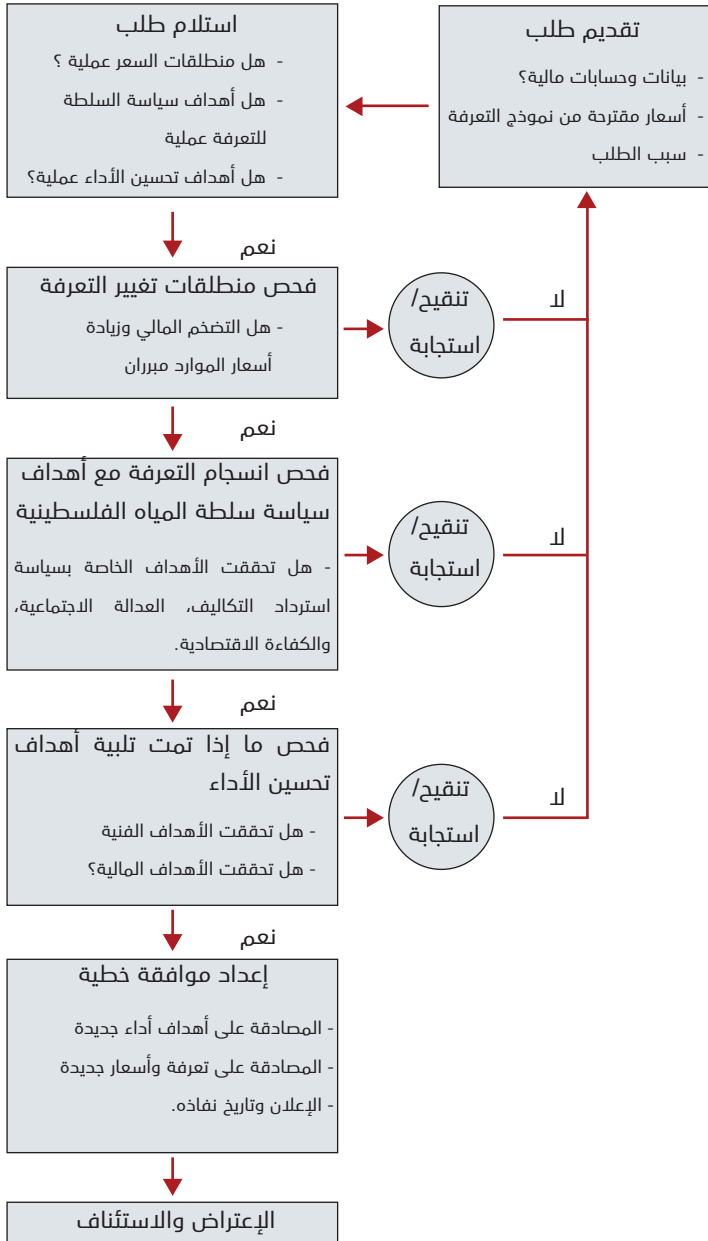 تقديم طلب
- بيانات وحسابات مالية؟
- أسعار مقترحة من نموذج التعرفة
- سبب الطلب
استلام طلب
- هل منطلقات السعر عملية ؟
- هل أهداف سياسة السلطة
للتعرفة عملية
- هل أهداف تحسين الأداء عملية؟
نعم
فحص منطلقات تغيير التعرفة
- هل التضخم المالي وزيادة
أسعار الموارد مبرران
تنقيح/
استجابة
لا
نعم
فحص انسجام التعرفة مع أهداف
سياسة سلطة المياه الفلسطينية
- هل تحققت الأهداف الخاصة بسياسة
استرداد التكاليف، العدالة الاجتماعية،
والكفاءة الاقتصادية.
تنقيح/
استجابة
لا
نعم
فحص ما إذا تمت تلبية أهداف
تحسين الأداء
- هل تحققت الأهداف الفنية
- هل تحققت الأهداف المالية؟
تنقيح/
استجابة
لا
نعم
إعداد موافقة خطية
- المصادقة على أهداف أداء جديدة
- المصادقة على تعرفة وأسعار جديدة
- الإعلان وتاريخ نفاذه.
الإعتراض والاستئناف